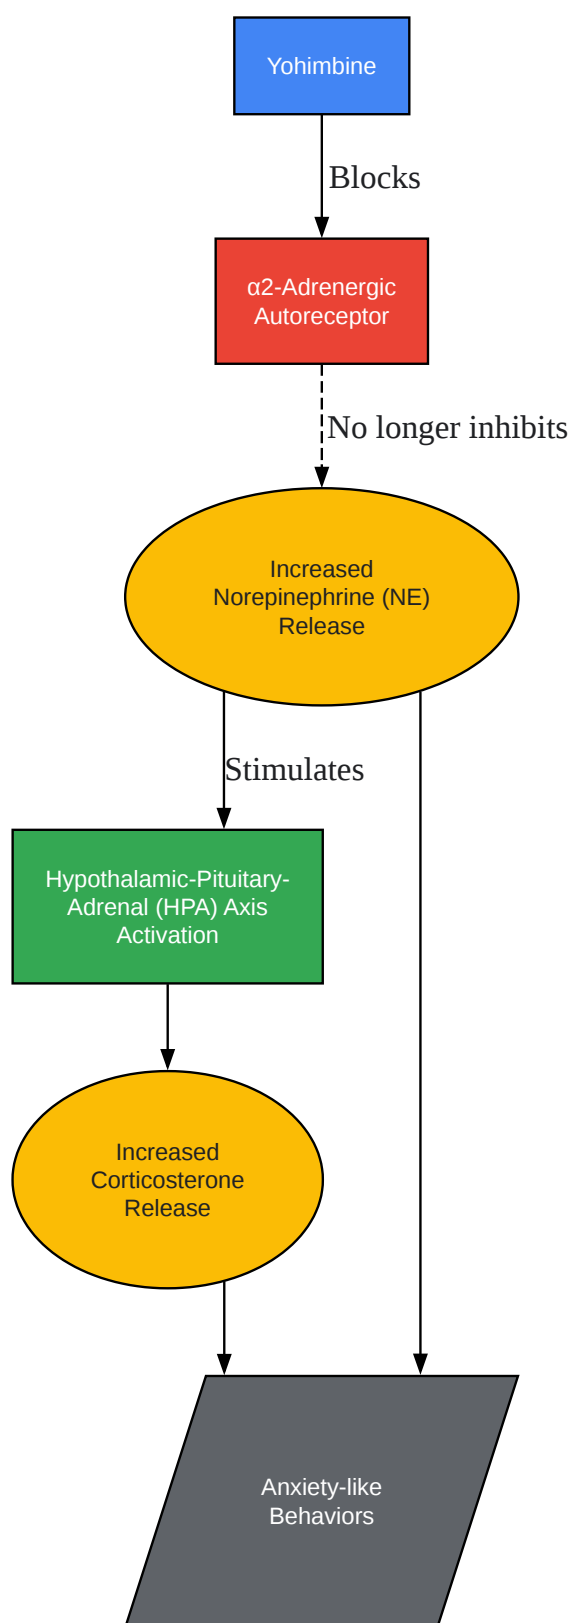 Yohimbine
Blocks
α2-Adrenergic
Autoreceptor
No longer inhibits
Increased
Norepinephrine (NE)
Release
Stimulates
Hypothalamic-Pituitary-
Adrenal (HPA) Axis
Activation
Increased
Corticosterone
Release
Anxiety-like
Behaviors